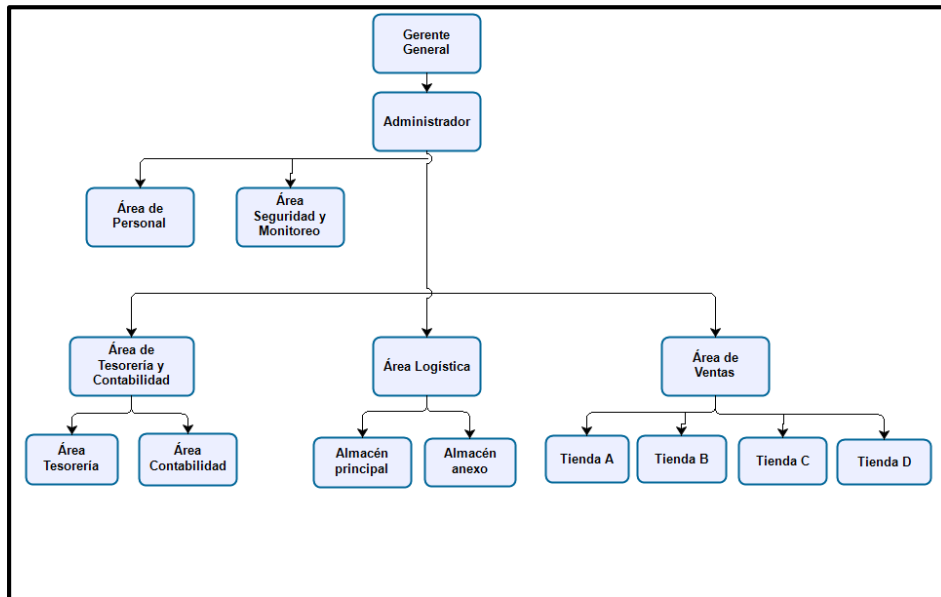 Gerente
General
Administrador
Área de
Personal
Área
Seguridad y
Monitoreo
Área de
Tesorería y
Contabilidad
Área Logística
Área de
Ventas
Área
Tesorería
Área
Contabilidad
Almacén
principal
Almacén
anexo
Tienda A
Tienda B
Tienda C
Tienda D